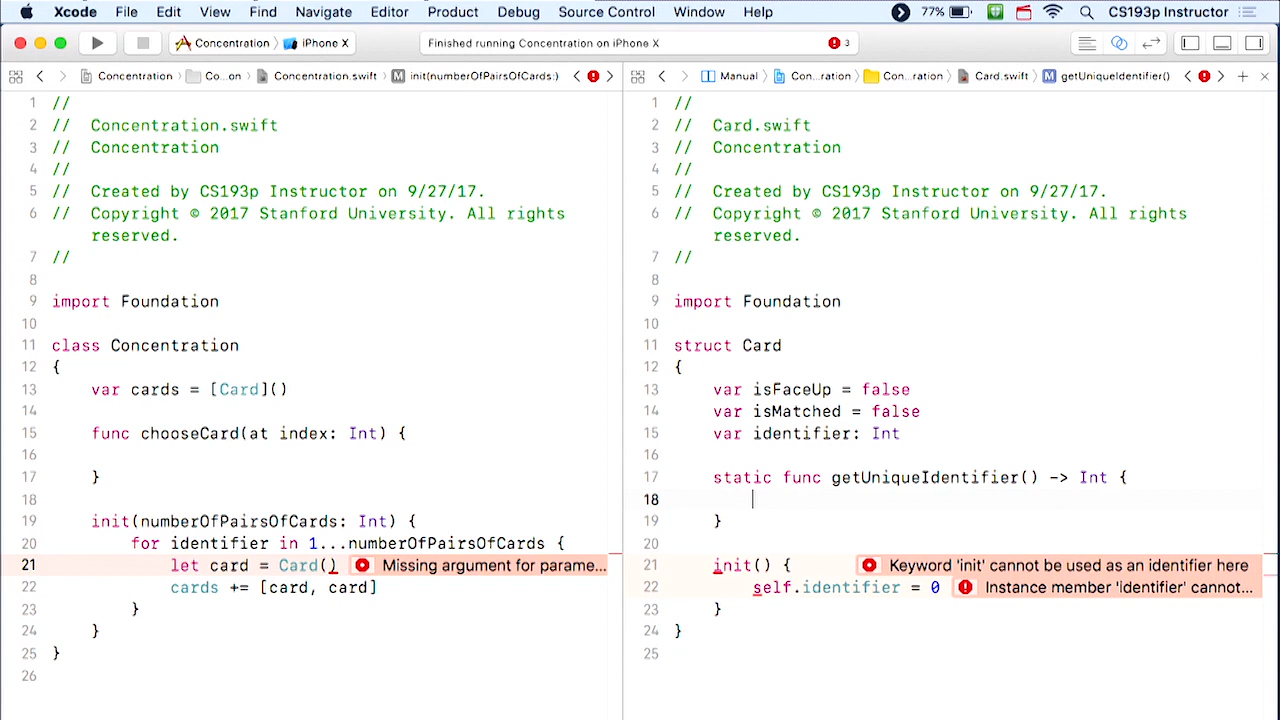 Xcode File Edit View Find Navigate Editor Product Debug Source Control Window Help 77% CS193p Instructor
Concentration iPhone X Finished running Concentration on iPhone X 3
Concentration Co...on Concentration.swift M init(numberOfPairsOfCards:)
1 //
2 // Concentration.swift
3 // Concentration
4 //
5 // Created by CS193p Instructor on 9/27/17.
6 // Copyright © 2017 Stanford University. All rights
reserved.
7 //
8
9 import Foundation
10
11 class Concentration
12 {
13 var cards = [Card]()
14
15 func chooseCard(at index: Int) {
16
17 }
18
19 init(numberOfPairsOfCards: Int) {
20 for identifier in 1...numberOfPairsOfCards {
21 let card = Card() Missing argument for parame...
22 cards += [card, card]
23 }
24 }
25 }
26
Manual Con...ration Con...ration Card.swift M getUniqueIdentifier()
1 //
2 // Card.swift
3 // Concentration
4 //
5 // Created by CS193p Instructor on 9/27/17.
6 // Copyright © 2017 Stanford University. All rights
reserved.
7 //
8
9 import Foundation
10
11 struct Card
12 {
13 var isFaceUp = false
14 var isMatched = false
15 var identifier: Int
16
17 static func getUniqueIdentifier() -> Int {
18
19 }
20
21 init() { Keyword 'init' cannot be used as an identifier here
22 self.identifier = 0 Instance member 'identifier' cannot...
23 }
24 }
25